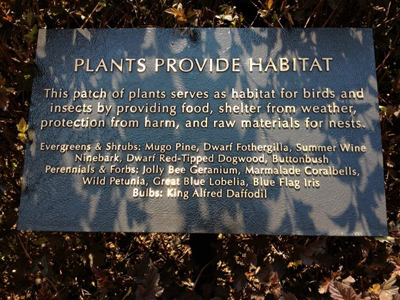 PLANTS PROVIDE HABITAT
This patch of plants serves as habitat for birds and
insects by providing food, shelter from weather,
protection from harm, and raw materials for nests.
Evergreens & Shrubs: Mugo Pine, Dwarf Fothergilla, Summer Wine
Ninebark, Dwarf Red-Tipped Dogwood, Buttonbush
Perennials & Forbs: Jolly Bee Geranium, Marmalade Coralbells,
Wild Petunia, Great Blue Lobelia, Blue Flag Iris
Bulbs: King Alfred Daffodil